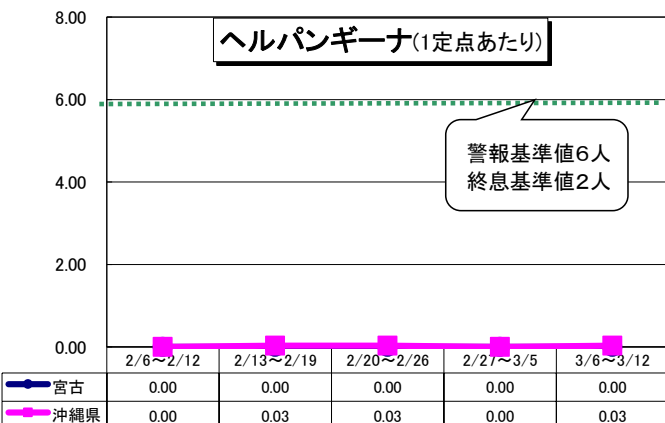 ヘルパンギーナ(1定点あたり)
8.00
6.00
4.00
2.00
0.00
警報基準値6人
終息基準値2人
2/6～2/12 2/13～2/19 2/20～2/26 2/27～3/5 3/6～3/12
宮古 0.00 0.00 0.00 0.00 0.00
沖縄県 0.00 0.03 0.03 0.00 0.03